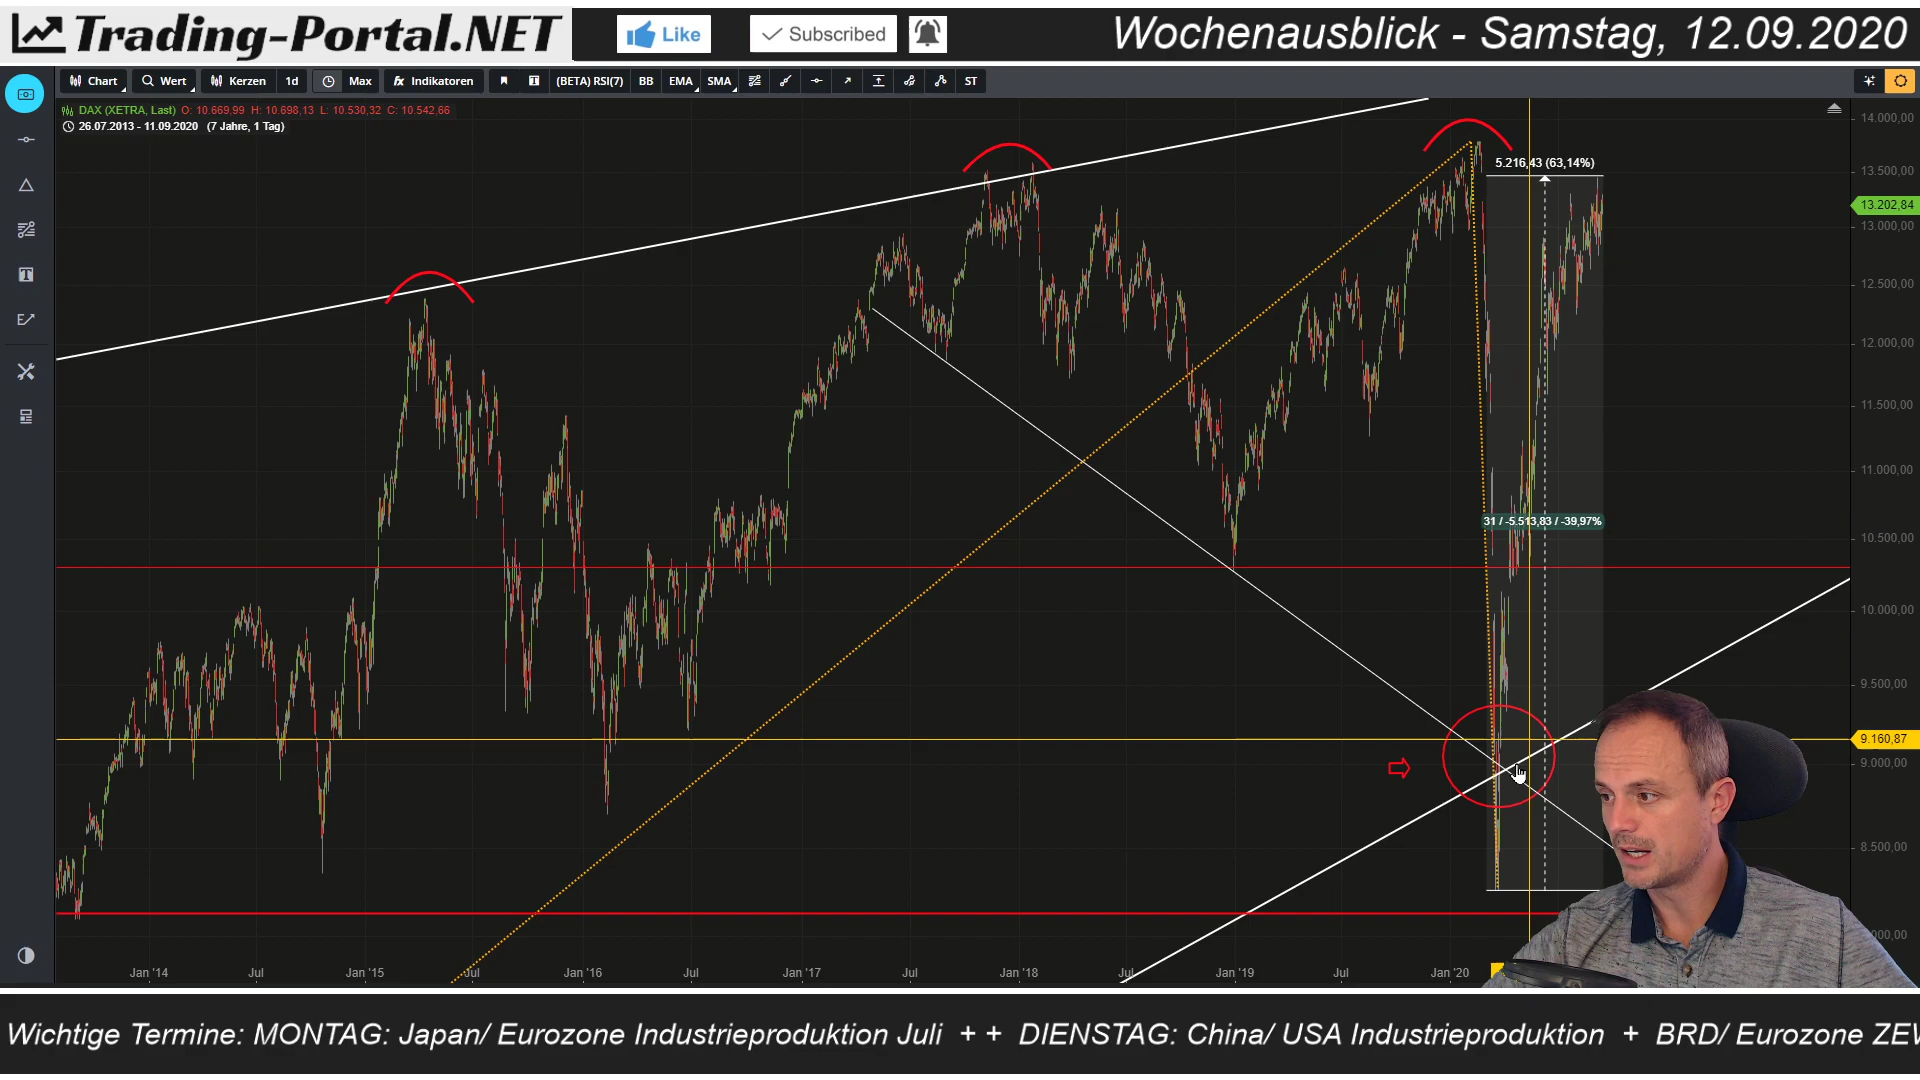 Trading-Portal.NET
Like
Subscribed
Wochenausblick - Samstag, 12.09.2020
Chart
Wert
Kerzen
1d
Max
fx Indikatoren
T
(BETA) RSI(7)
BB
EMA
SMA
ST
DAX (XETRA, Last) O: 10.669,99 H: 10.698,13 L: 10.530,32 C: 10.542,66
26.07.2013 - 11.09.2020 (7 Jahre, 1 Tag)
14.000,00
5.216,43 (63,14%)
13.500,00
13.202,84
13.000,00
12.500,00
12.000,00
11.500,00
11.000,00
31 / -5.513,83 / -39,97%
10.500,00
10.000,00
9.500,00
9.160,87
9.000,00
8.500,00
000,00
Jan '14
Jul
Jan '15
Jul
Jan '16
Jul
Jan '17
Jul
Jan '18
Jul
Jan '19
Jul
Jan '20
Wichtige Termine: MONTAG: Japan/ Eurozone Industrieproduktion Juli + + DIENSTAG: China/ USA Industrieproduktion + BRD/ Eurozone ZEW